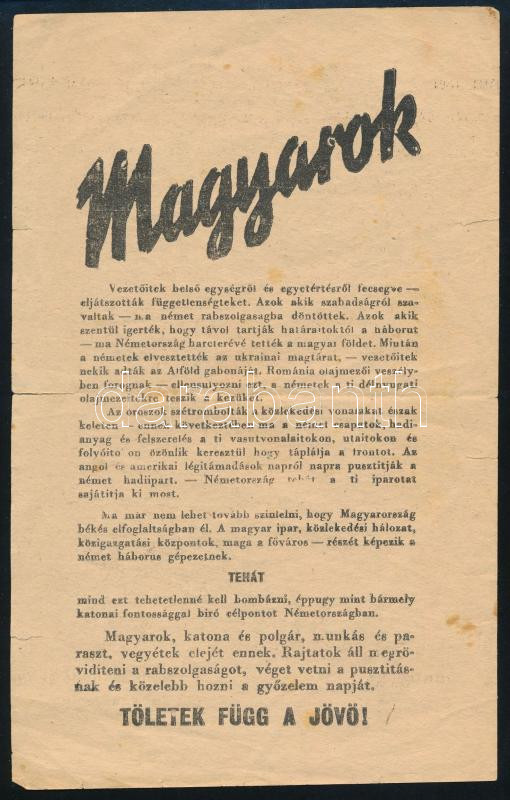 Magyarok
Vezetőitek belső egységről és egyetértésről fecsegve —
eljátszották függetlenségteket. Azok akik szabadságról sza-
valtak — ma német rabszolgaságba döntöttek. Azok akik
szentül igerték, hogy távol tartják határaitoktól a háborut
— ma Németország harcterévé tették a magyar földet. Miután
a németek elvesztették az ukrainai magtárat, — vezetőitek
nekik adták az Alföld gabonáját. Románia olajmezői veszély-
ben forognak — ellensulyozni ezt, a németek a ti délnyugati
olajmezőitekre teszik a kezüket.
Az oroszok szétrombolták a közlekedési vonalakat észak
keleten — ennek következtében ma a német csapatok, hadi-
anyag és felszerelés a ti vasutvonalaitokon, utaitokon és
folyóiton özönlik keresztül hogy táplálja a frontot. Az
angol és amerikai légitámadások napról napra pusztitják a
német hadiipart. — Németország tehát a ti iparotat
sajátitja ki most.
Ma már nem lehet tovább szinlelni, hogy Magyarország
békés elfoglaltságban él. A magyar ipar, közlekedési hálozat,
közigazgatási központok, maga a főváros — részét képezik a
német háborus gépezetnek.
TEHÁT
mind ezt tehetetlenné kell bombázni, éppugy mint bármely
katonai fontossággal biró célpontot Németországban.
Magyarok, katona és polgár, munkás és pa-
raszt, vegyétek elejét ennek. Rajtatok áll megrö-
viditeni a rabszolgaságot, véget vetni a pusztitás-
nak és közelebb hozni a győzelem napját.
TŐLETEK FÜGG A JÖVŐ!
darabanth